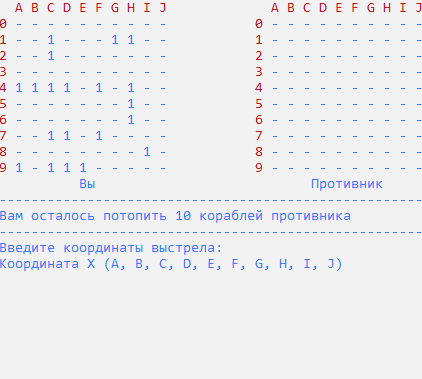 A B C D E F G H I J A B C D E F G H I J
0 - - - - - - - - - - 0 - - - - - - - - - -
1 - - 1 - - - 1 1 - - 1 - - - - - - - - - -
2 - - 1 - - - - - - - 2 - - - - - - - - - -
3 - - - - - - - - - - 3 - - - - - - - - - -
4 1 1 1 1 - 1 - 1 - - 4 - - - - - - - - - -
5 - - - - - - - 1 - - 5 - - - - - - - - - -
6 - - - - - - - 1 - - 6 - - - - - - - - - -
7 - - 1 1 - 1 - - - - 7 - - - - - - - - - -
8 - - - - - - - - 1 - 8 - - - - - - - - - -
9 1 - 1 1 1 - - - - - 9 - - - - - - - - - -
Вы Противник
-----------------------------------------------------
Вам осталось потопить 10 кораблей противника
-----------------------------------------------------
Введите координаты выстрела:
Координата X (A, B, C, D, E, F, G, H, I, J)